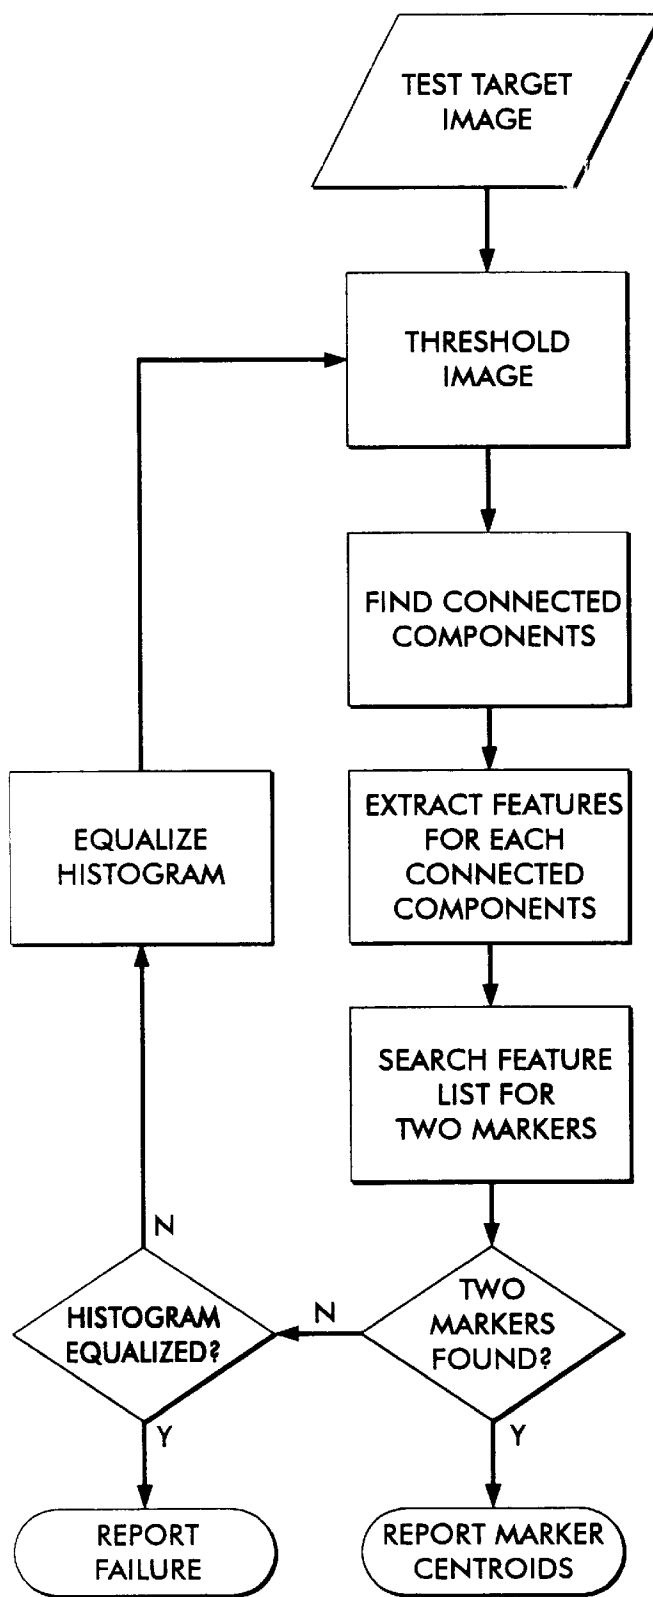 TEST TARGET
IMAGE
THRESHOLD
IMAGE
FIND CONNECTED
COMPONENTS
EQUALIZE
HISTOGRAM
EXTRACT FEATURES
FOR EACH
CONNECTED
COMPONENTS
SEARCH FEATURE
LIST FOR
TWO MARKERS
N
HISTOGRAM
EQUALIZED?
N
TWO
MARKERS
FOUND?
Y
Y
REPORT
FAILURE
REPORT MARKER
CENTROIDS